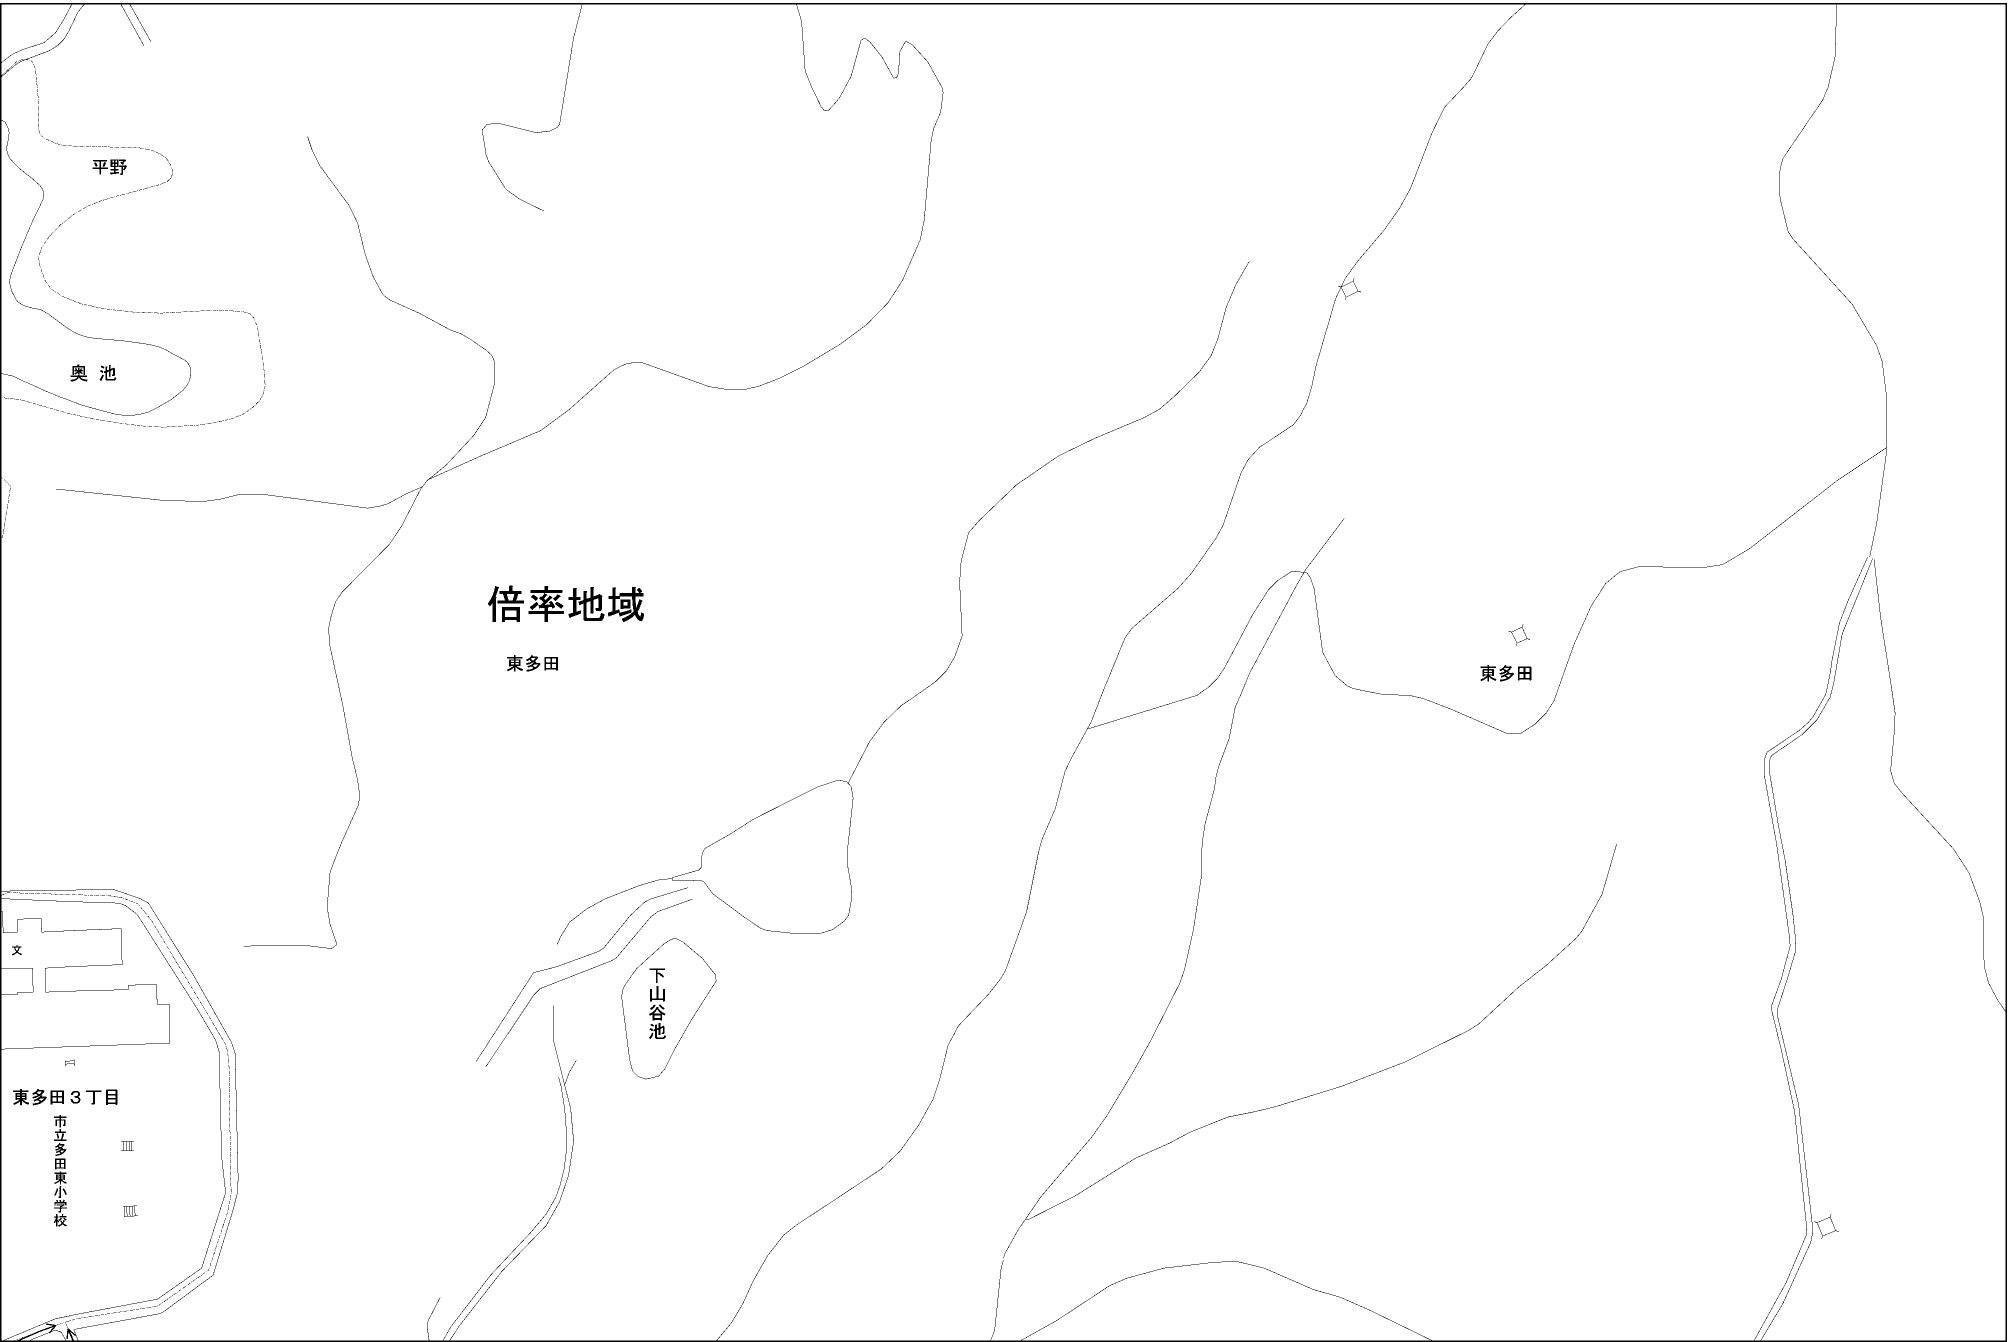 平野
奥池
倍率地域
東多田
東多田
文
下山谷池
東多田３丁目
市立多田東小学校